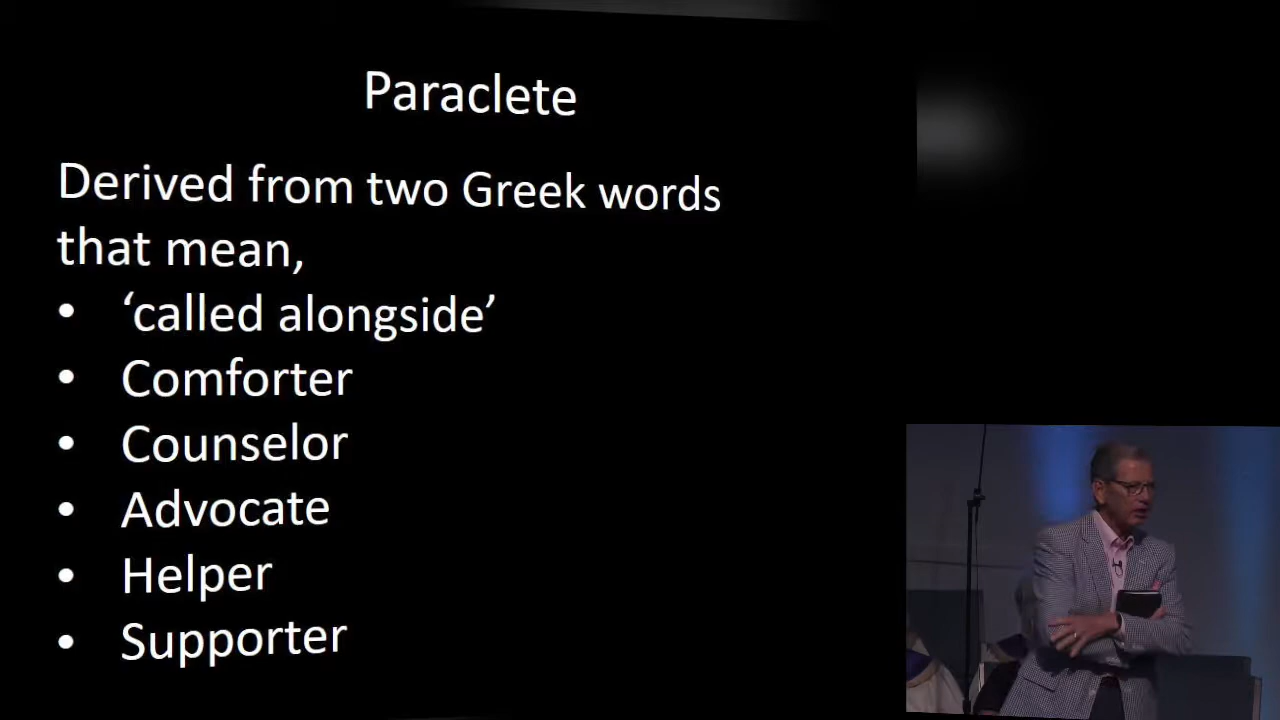 Paraclete
Derived from two Greek words
that mean,
• ‘called alongside’
• Comforter
• Counselor
• Advocate
• Helper
• Supporter